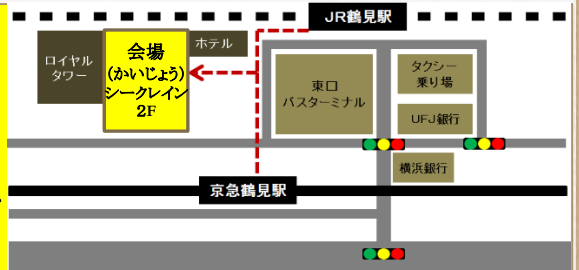 JR鶴見駅
ホテル
会場
(かいじょう)
シークレイン
2F
ロイヤル
タワー
東口
バスターミナル
タクシー
乗り場
UFJ銀行
横浜銀行
京急鶴見駅